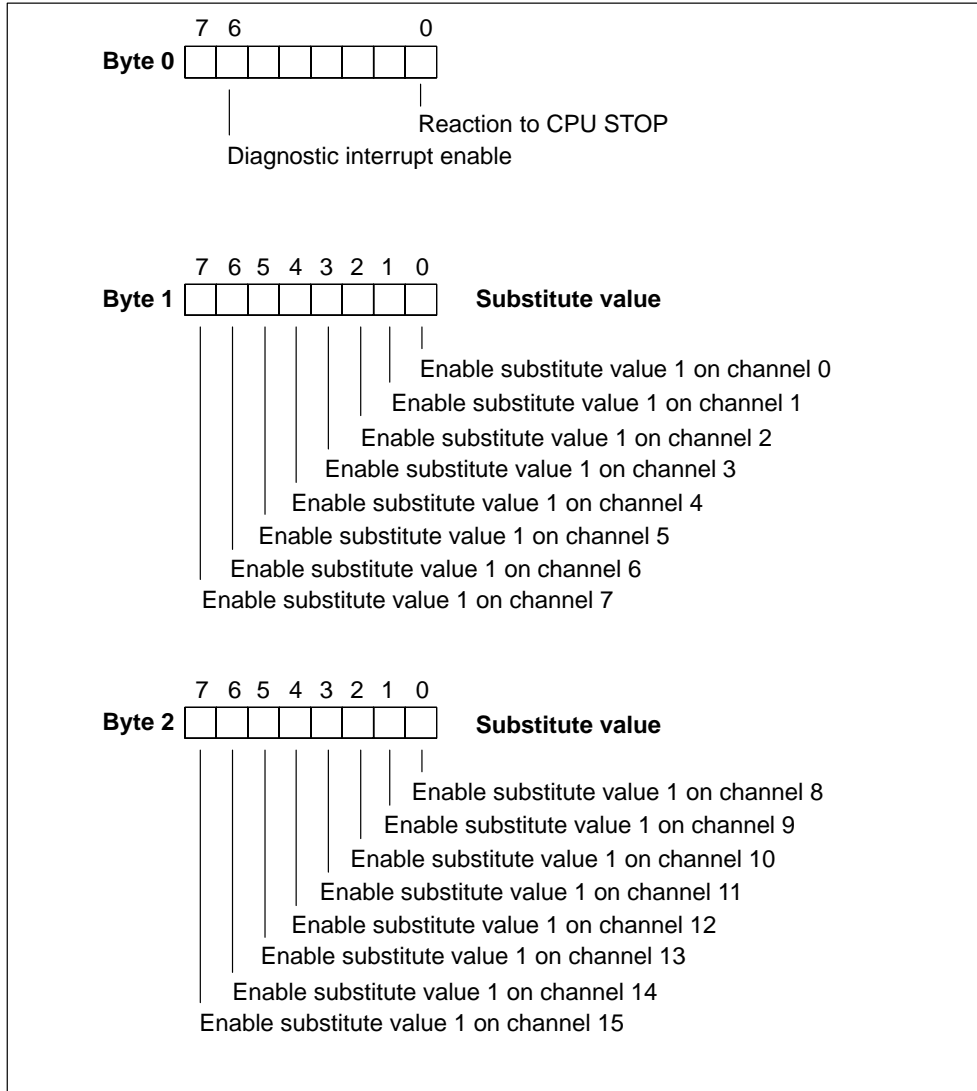 7 6 0
Byte 0
Reaction to CPU STOP
Diagnostic interrupt enable
7 6 5 4 3 2 1 0
Byte 1 Substitute value
Enable substitute value 1 on channel 0
Enable substitute value 1 on channel 1
Enable substitute value 1 on channel 2
Enable substitute value 1 on channel 3
Enable substitute value 1 on channel 4
Enable substitute value 1 on channel 5
Enable substitute value 1 on channel 6
Enable substitute value 1 on channel 7
7 6 5 4 3 2 1 0
Byte 2 Substitute value
Enable substitute value 1 on channel 8
Enable substitute value 1 on channel 9
Enable substitute value 1 on channel 10
Enable substitute value 1 on channel 11
Enable substitute value 1 on channel 12
Enable substitute value 1 on channel 13
Enable substitute value 1 on channel 14
Enable substitute value 1 on channel 15